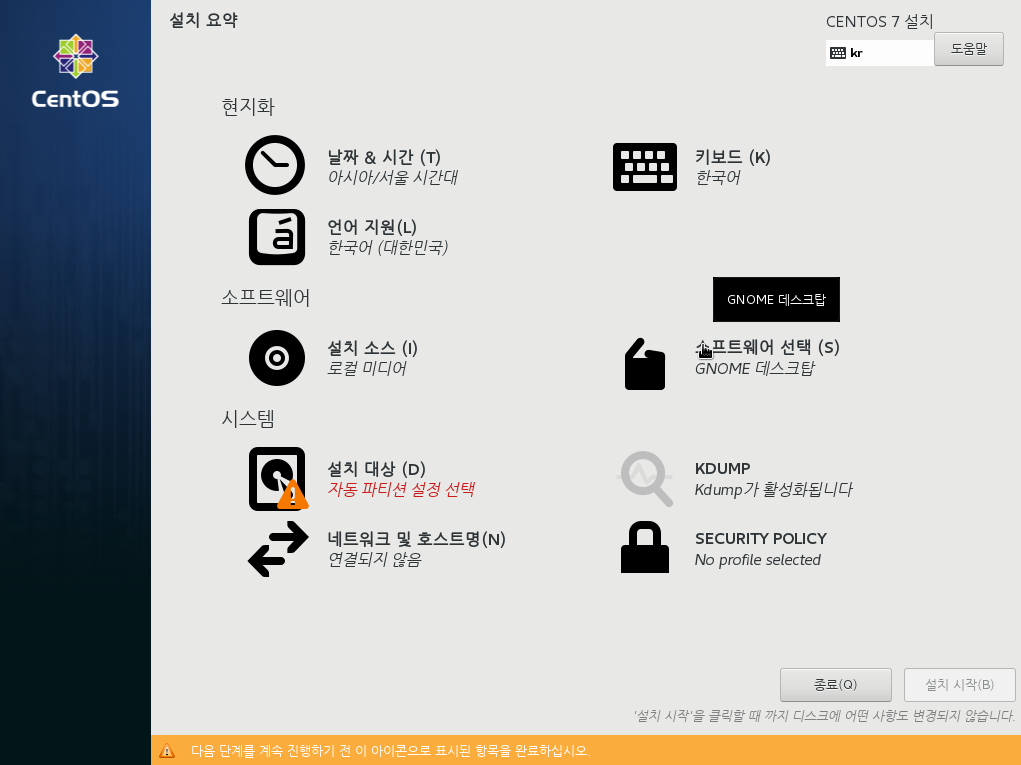 CentOS
설치 요약
CENTOS 7 설치
kr
도움말
현지화
날짜 & 시간 (T)
아시아/서울 시간대
키보드 (K)
한국어
언어 지원(L)
한국어 (대한민국)
소프트웨어
GNOME 데스크탑
설치 소스 (I)
로컬 미디어
소프트웨어 선택 (S)
GNOME 데스크탑
시스템
설치 대상 (D)
자동 파티션 설정 선택
KDUMP
Kdump가 활성화됩니다
네트워크 및 호스트명(N)
연결되지 않음
SECURITY POLICY
No profile selected
종료(Q)
설치 시작(B)
'설치 시작'을 클릭할 때 까지 디스크에 어떤 사항도 변경되지 않습니다.
다음 단계를 계속 진행하기 전 이 아이콘으로 표시된 항목을 완료하십시오.